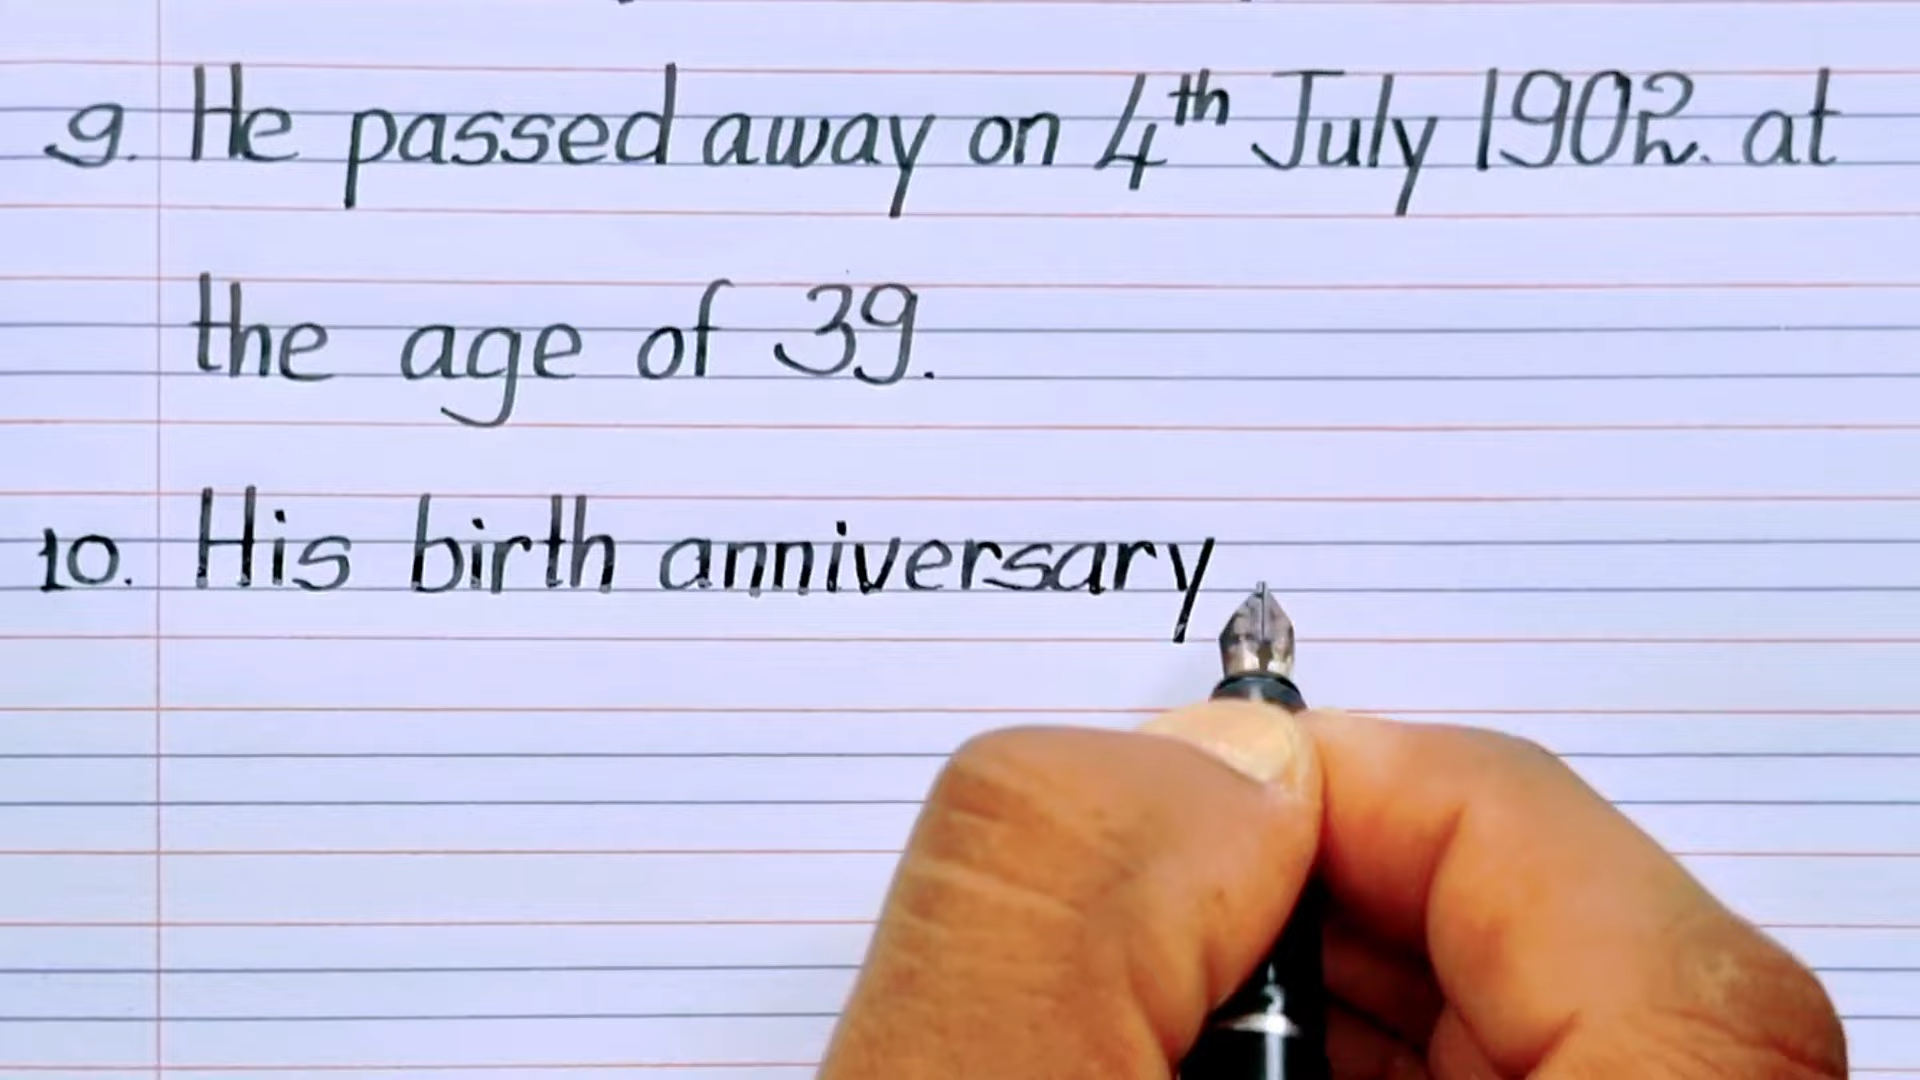 9. He passed away on 4th July 1902. at
the age of 39.
10. His birth anniversary